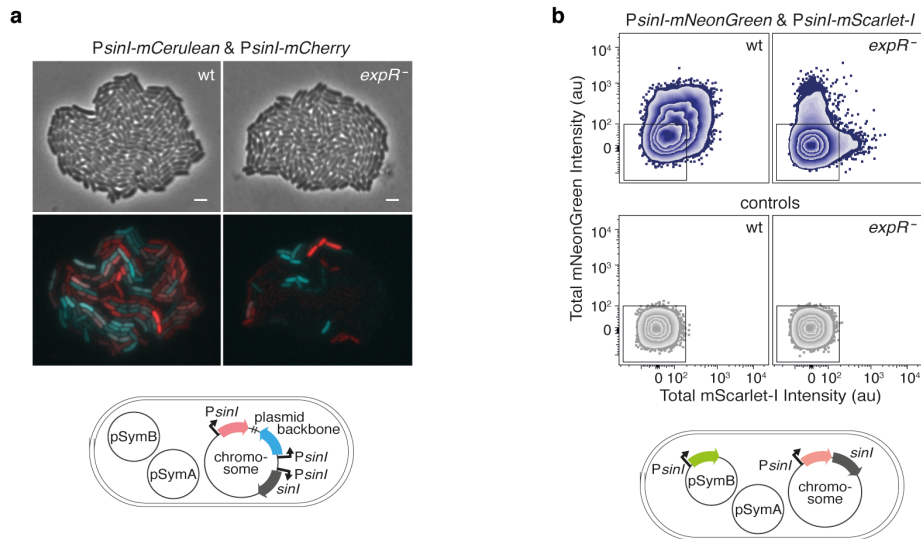 a
PsinI-mCerulean & PsinI-mCherry
wt
expR⁻
PsinI
plasmid
backbone
pSymB
chromo-
some
PsinI
PsinI
pSymA
sinI
b
PsinI-mNeonGreen & PsinI-mScarlet-I
Total mNeonGreen Intensity (au)
10⁴
10³
10²
0
wt
expR⁻
controls
10⁴
10³
10²
0
wt
expR⁻
0 10² 10³ 10⁴
0 10² 10³ 10⁴
Total mScarlet-I Intensity (au)
PsinI
pSymB
PsinI
sinI
chromo-
some
pSymA